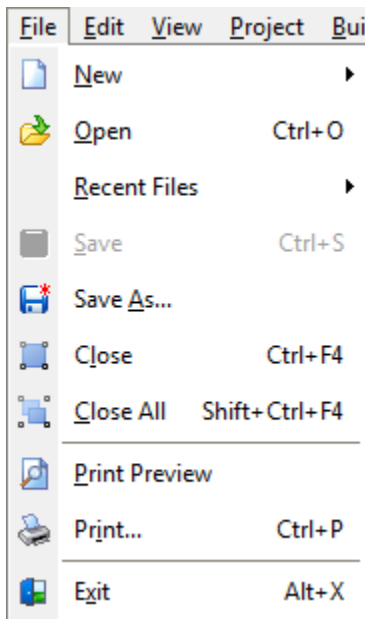 File Edit View Project Bui
New
Open Ctrl+O
Recent Files
Save Ctrl+S
Save As...
Close Ctrl+F4
Close All Shift+Ctrl+F4
Print Preview
Print... Ctrl+P
Exit Alt+X